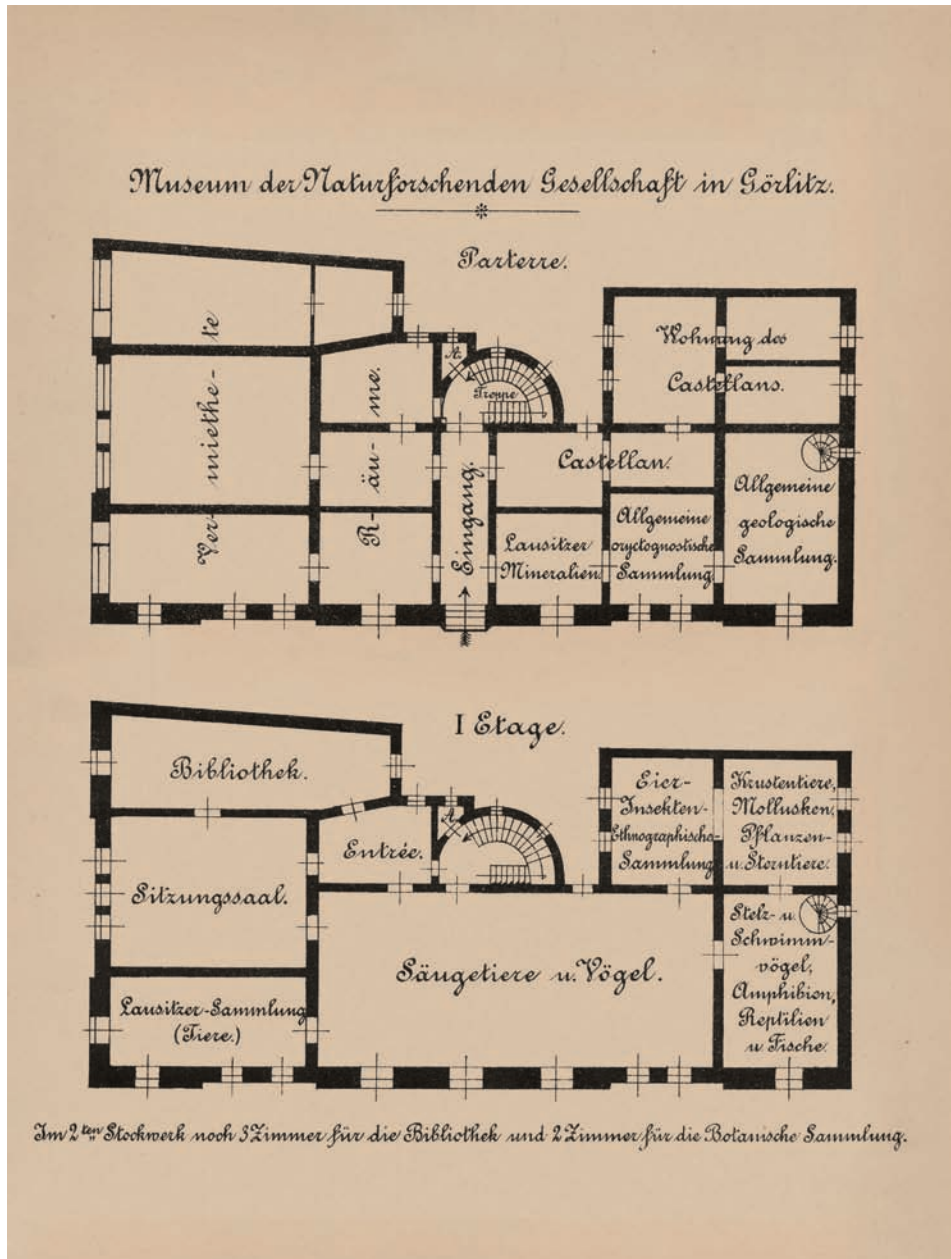 Museum der Naturforschenden Gesellschaft in Görlitz.
Parterre.
Ver- miethe- te
R- äu- me.
A.
Treppe
Eingang.
Wohnung des
Castellans.
Castellan.
Lausitzer
Mineralien.
Allgemeine
oryctognostische
Sammlung
Allgemeine
geologische
Sammlung.
I Etage.
Bibliothek.
Sitzungssaal.
Lausitzer-Sammlung
(Tiere.)
Entrée.
A.
Säugetiere u. Vögel.
Eier-
Insekten-
Ethnographische-
Sammlung
Krustentiere,
Mollusken,
Pflanzen-
u. Sterntiere.
Stelz- u.
Schwimm-
vögel,
Amphibien,
Reptilien
u Fische.
Im 2ten Stockwerk noch 3 Zimmer für die Bibliothek und 2 Zimmer für die Botanische Sammlung.